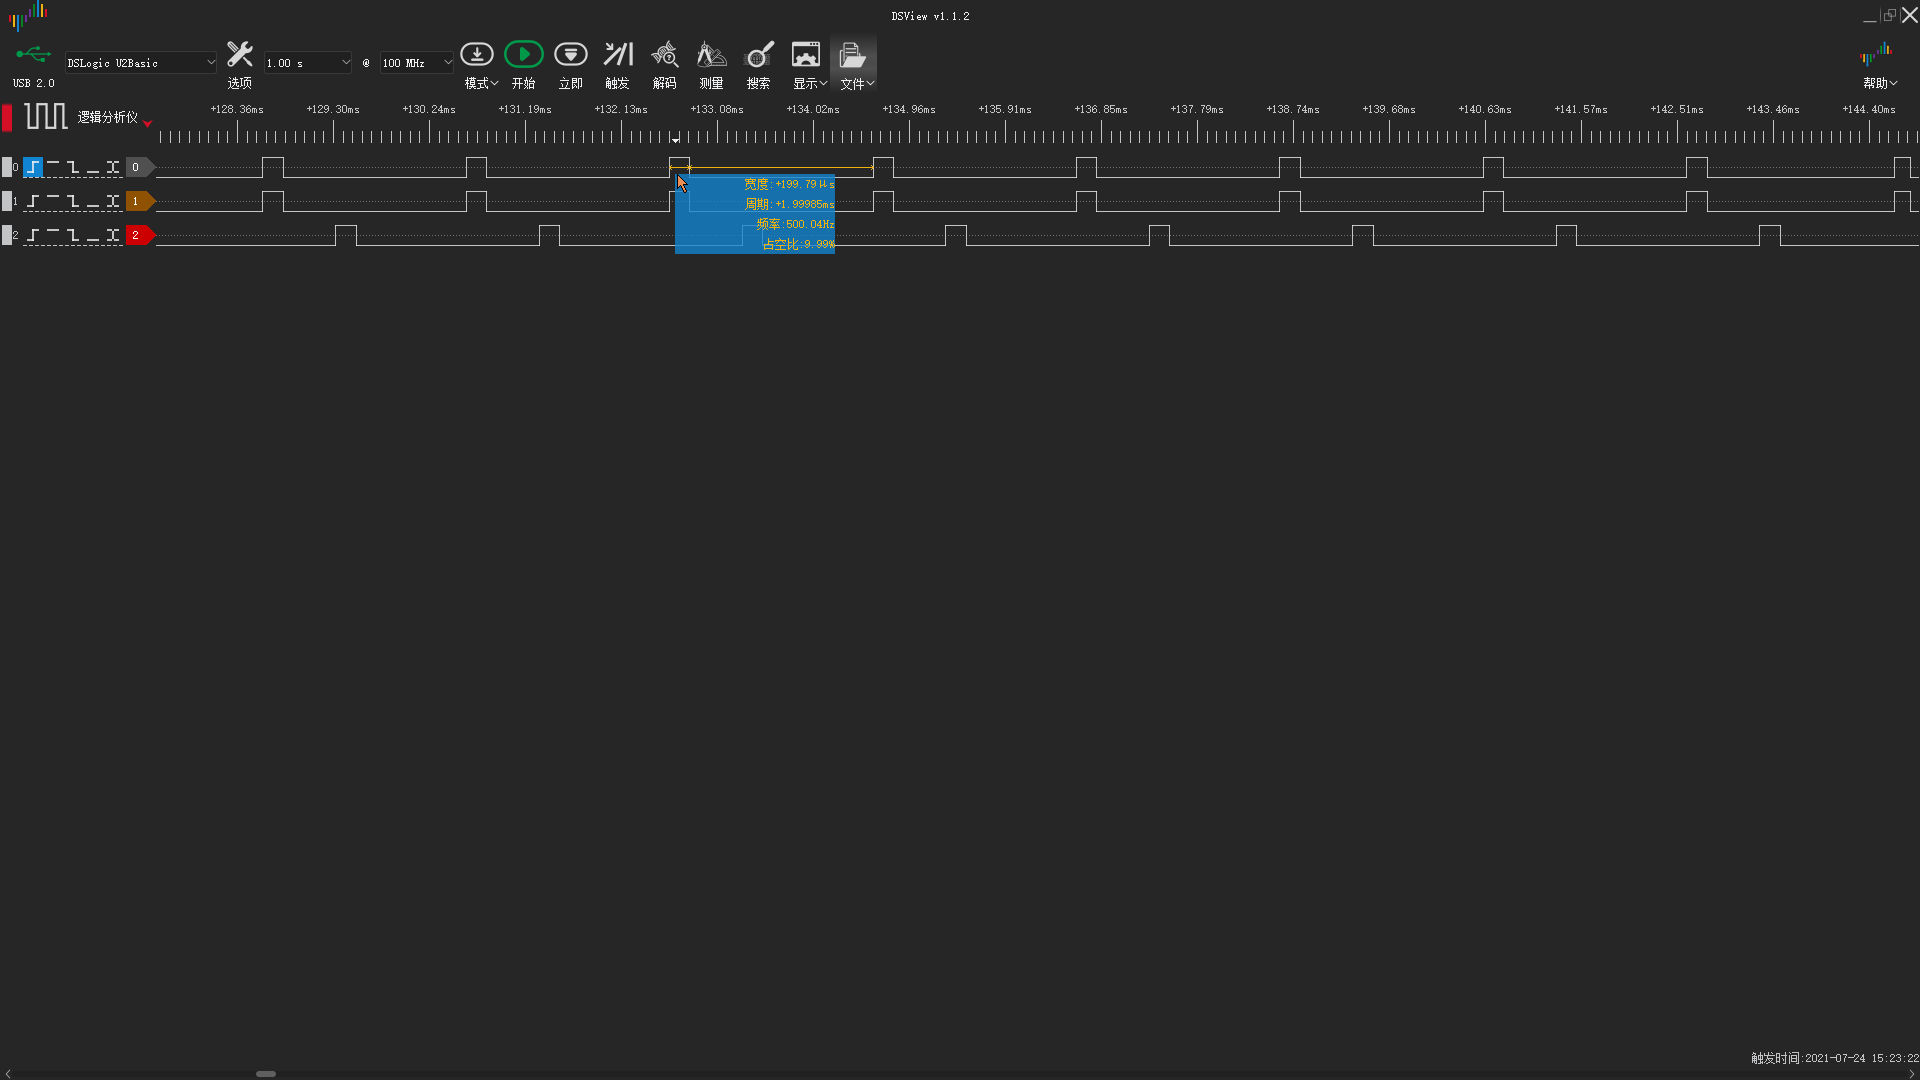 DSView v1.1.2
USB 2.0
DSLogic U2Basic
选项
1.00 s
@
100 MHz
模式
开始
立即
触发
解码
测量
搜索
显示
文件
帮助
逻辑分析仪
+128.36ms +129.30ms +130.24ms +131.19ms +132.13ms +133.08ms +134.02ms +134.96ms +135.91ms +136.85ms +137.79ms +138.74ms +139.68ms +140.63ms +141.57ms +142.51ms +143.46ms +144.40ms
0 0
1 1
2 2
宽度:+199.79μs
周期:+1.99985ms
频率:500.04Hz
占空比:9.99%
触发时间:2021-07-24 15:23:22